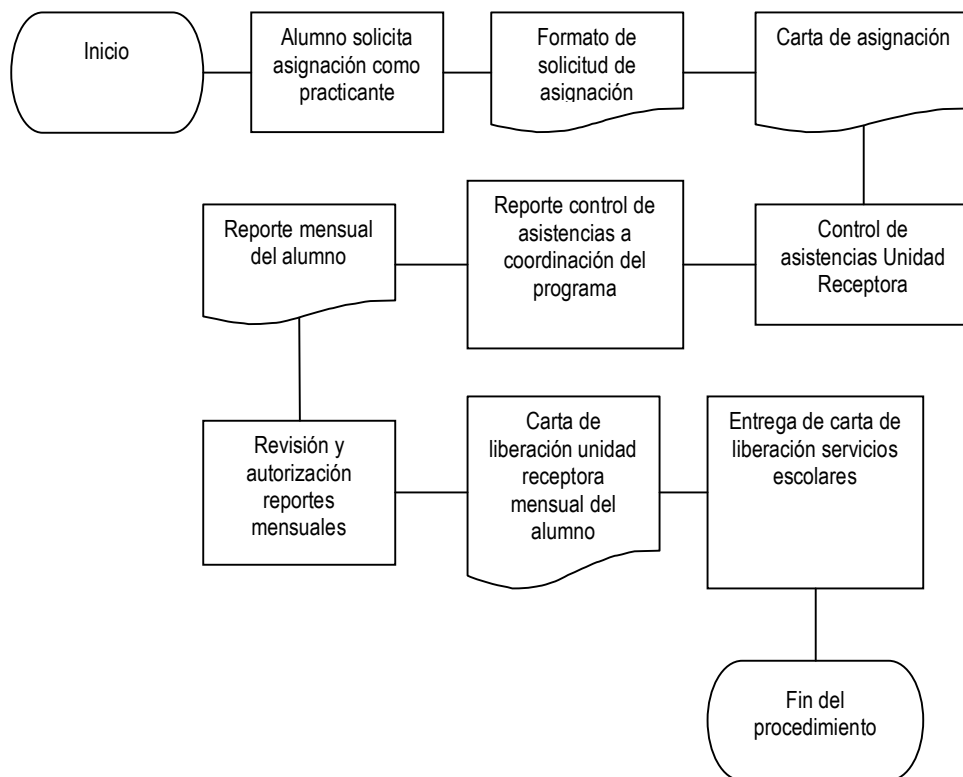 Inicio
Alumno solicita
asignación como
practicante
Formato de
solicitud de
asignación
Carta de asignación
Control de
asistencias Unidad
Receptora
Reporte control de
asistencias a
coordinación del
programa
Reporte mensual
del alumno
Revisión y
autorización
reportes
mensuales
Carta de
liberación unidad
receptora
mensual del
alumno
Entrega de carta de
liberación servicios
escolares
Fin del
procedimiento